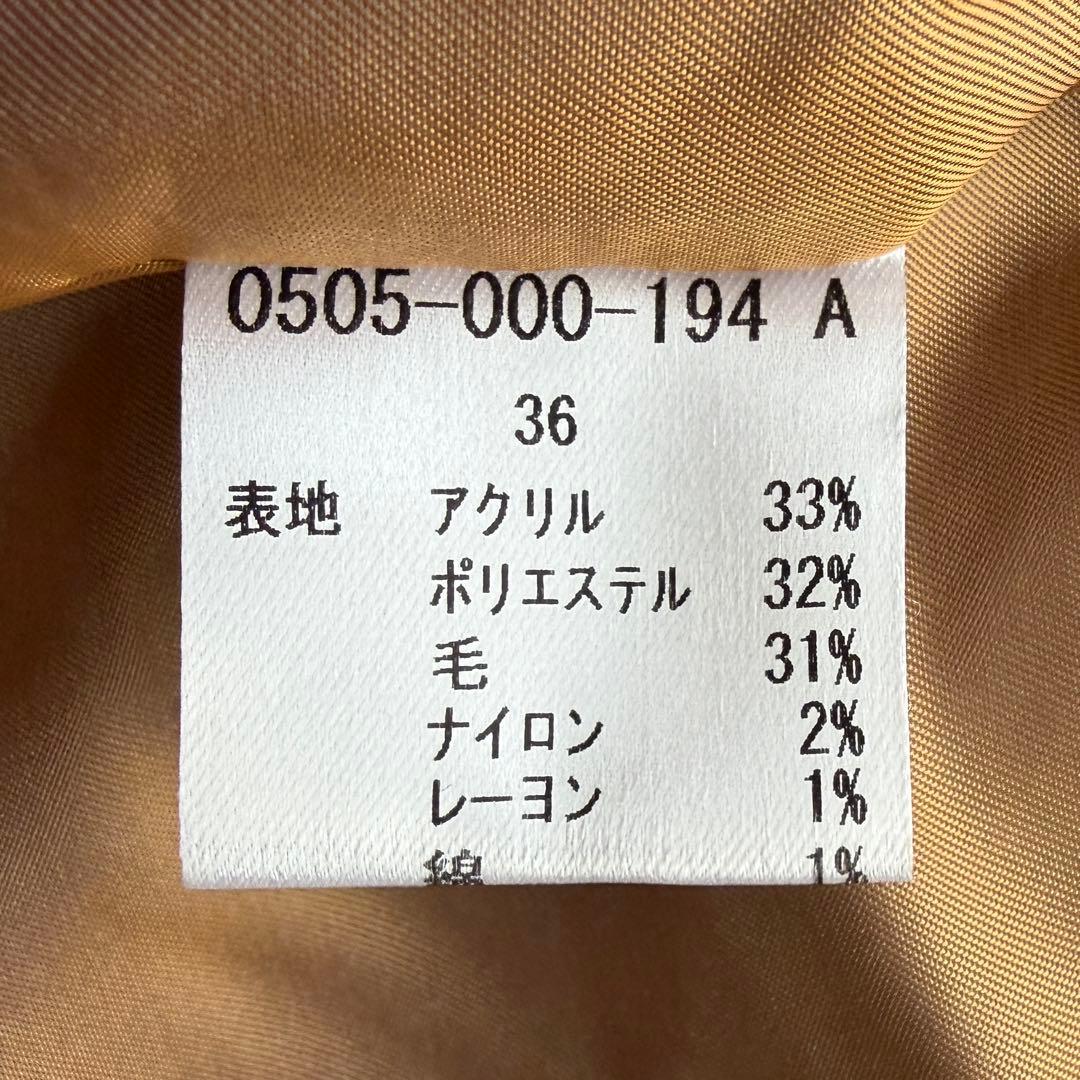 0505-000-194 A
36
表地 アクリル 33%
ポリエステル 32%
毛 31%
ナイロン 2%
レーヨン 1%
綿 1%